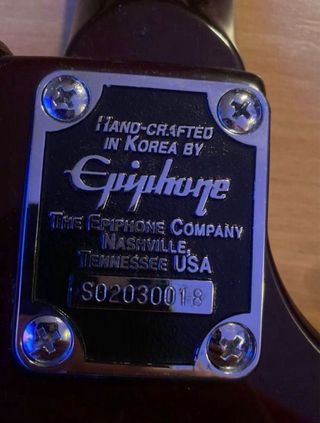 HAND-CRAFTED
IN KOREA BY
Epiphone
THE EPIPHONE COMPANY
NASHVILLE,
TENNESSEE USA
S02030018